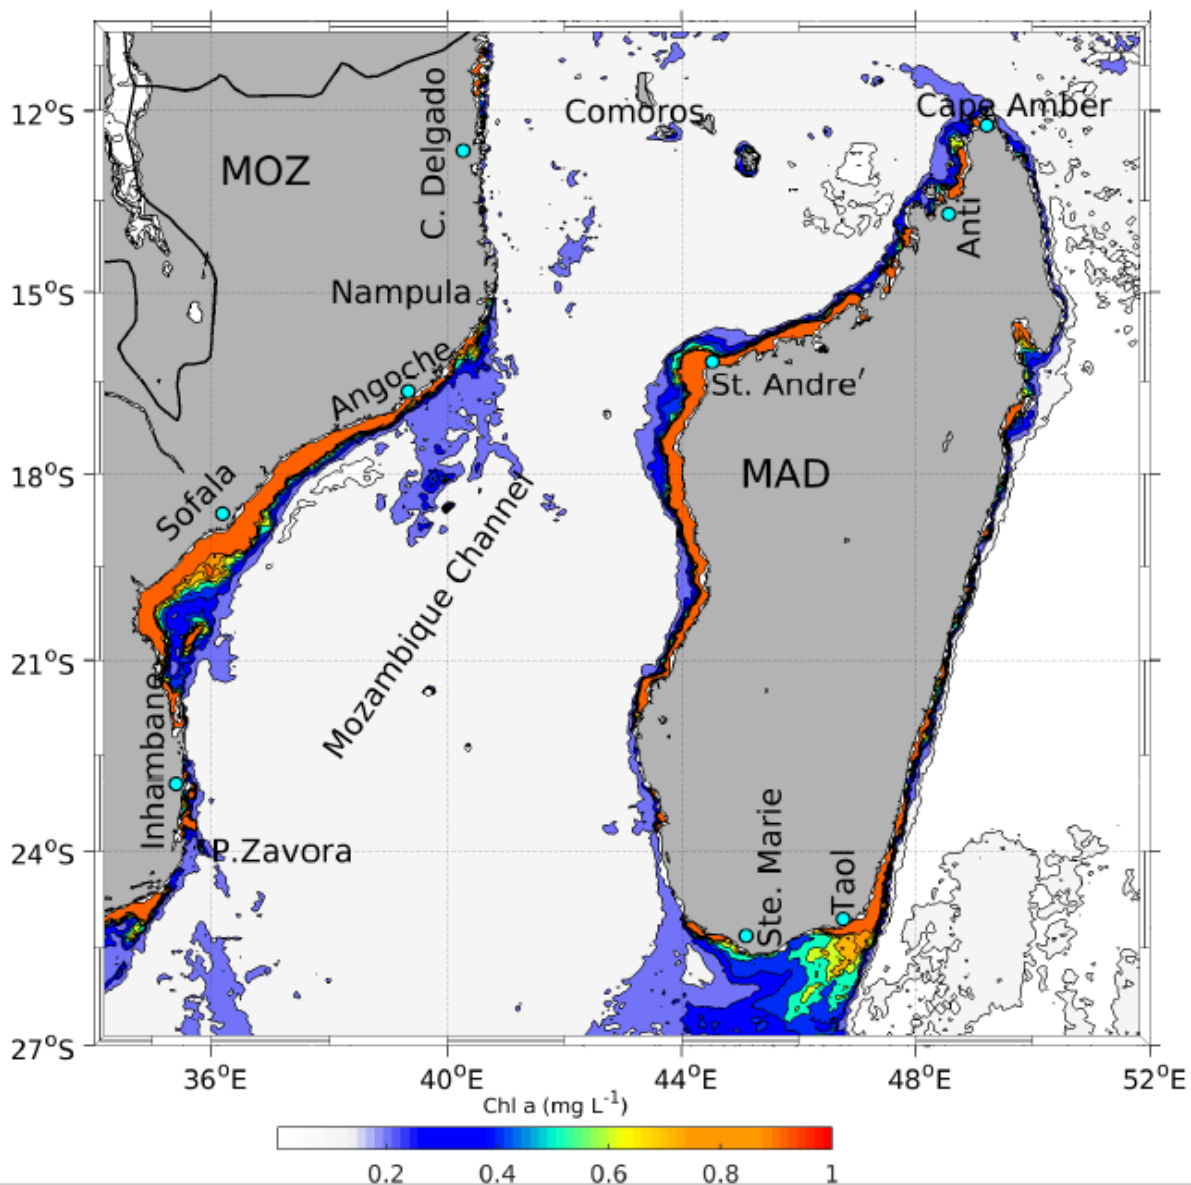 12°S
15°S
18°S
21°S
24°S
27°S
MOZ
C. Delgado
Comoros
Cape Amber
Anti
Nampula
Angoche
St. Andre′
Sofala
MAD
Mozambique Channel
Inhambane
P.Zavora
Ste. Marie
Taol
36°E 40°E 44°E 48°E 52°E
Chl a (mg L⁻¹)
0.2 0.4 0.6 0.8 1